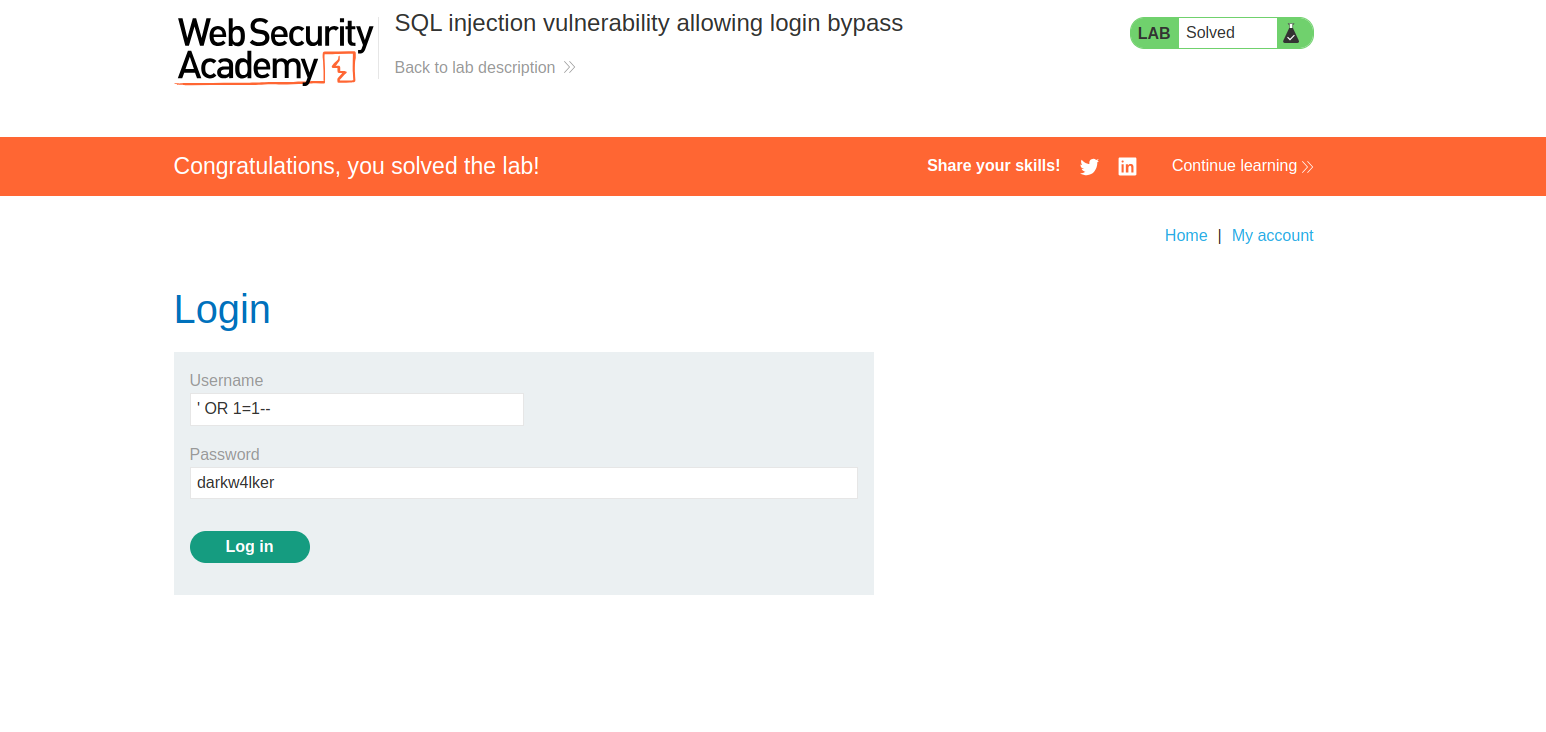 Web Security
Academy
SQL injection vulnerability allowing login bypass
Back to lab description
LAB Solved
Congratulations, you solved the lab!
Share your skills!
Continue learning
Home | My account
Login
Username
' OR 1=1--
Password
darkw4lker
Log in